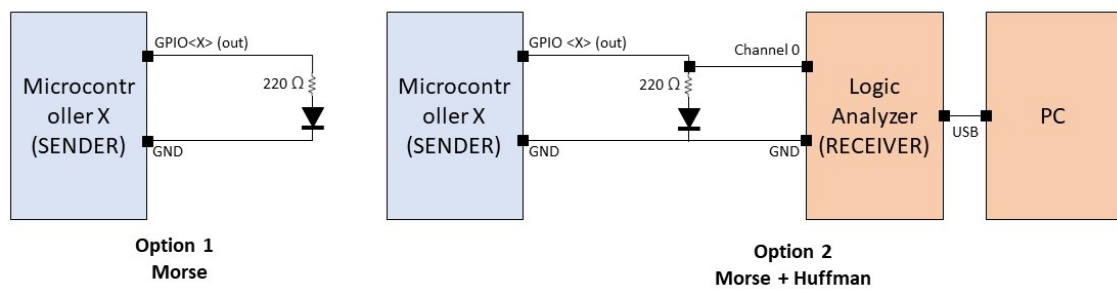 GPIO<X> (out)
220 Ω
Microcontr
oller X
(SENDER)
GND
Option 1
Morse
GPIO <X> (out)
Channel 0
220 Ω
Microcontr
oller X
(SENDER)
GND
GND
Logic
Analyzer
(RECEIVER)
USB
PC
Option 2
Morse + Huffman